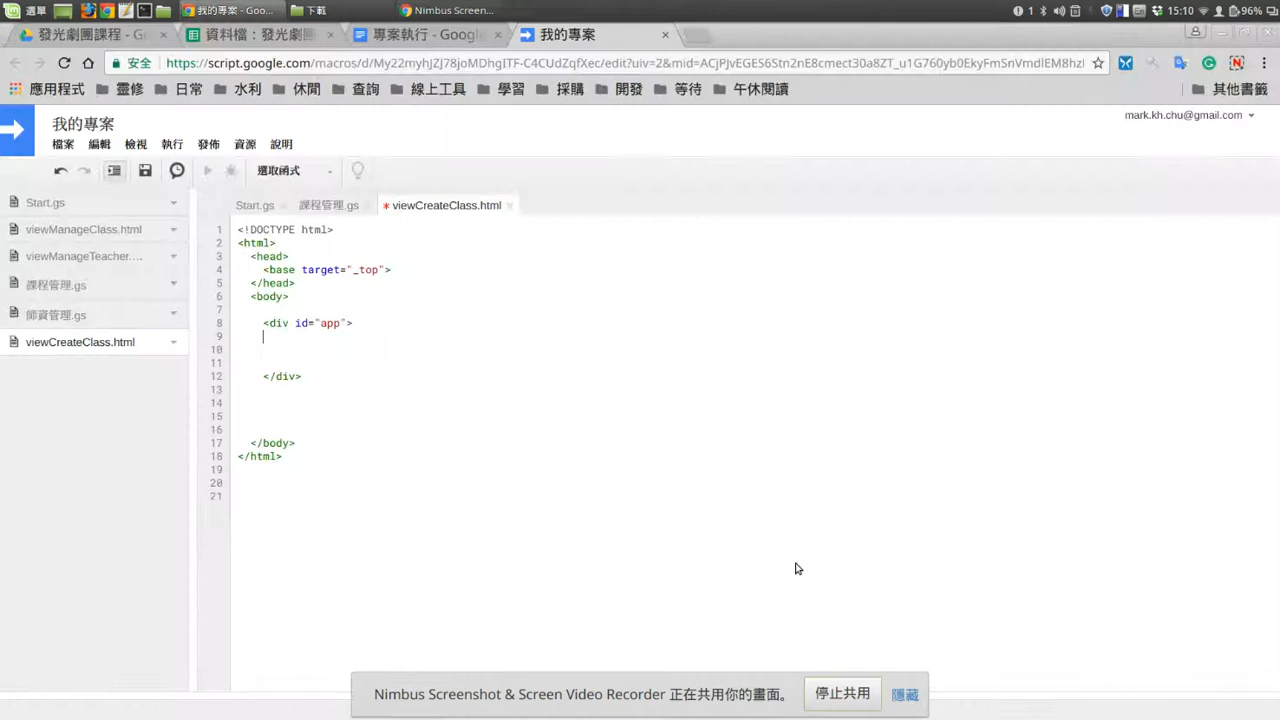 選單 我的專案 - Goo... 下載 Nimbus Screen... 1 En 15:10 96%
發光劇團課程 - G 資料檔：發光劇團 專案執行 - Google 我的專案
安全 https://script.google.com/macros/d/My22myhJZJ78joMDhgITF-C4CUdZqfXec/edit?uiv=2&mid=ACjPJvEGES6Stn2nE8cmect30a8ZT_u1G760yb0EkyFmSnVmdlEM8hzl
應用程式 靈修 日常 水利 休閒 查詢 線上工具 學習 採購 開發 等待 午休閱讀 其他書籤
我的專案 mark.kh.chu@gmail.com
檔案 編輯 檢視 執行 發佈 資源 說明
選取函式
Start.gs
viewManageClass.html
viewManageTeacher....
課程管理.gs
師資管理.gs
viewCreateClass.html
Start.gs 課程管理.gs * viewCreateClass.html
1 <!DOCTYPE html>
2 <html>
3 <head>
4 <base target="_top">
5 </head>
6 <body>
7
8 <div id="app">
9
10
11
12 </div>
13
14
15
16
17 </body>
18 </html>
19
20
21
Nimbus Screenshot & Screen Video Recorder 正在共用你的畫面。 停止共用 隱藏